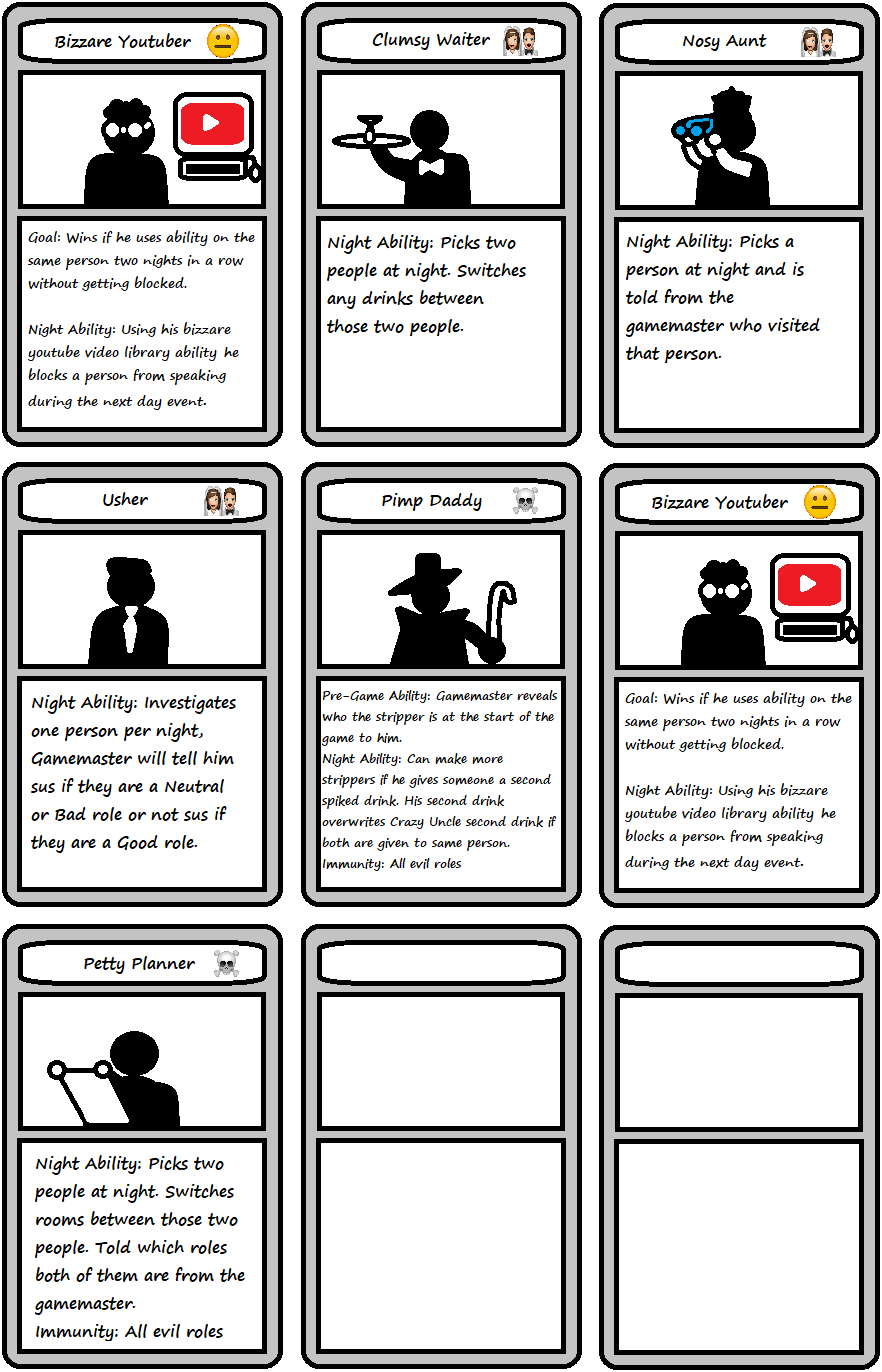 Bizzare Youtuber
Goal: Wins if he uses ability on the
same person two nights in a row
without getting blocked.
Night Ability: Using his bizzare
youtube video library ability he
blocks a person from speaking
during the next day event.
Clumsy Waiter
Night Ability: Picks two
people at night. Switches
any drinks between
those two people.
Nosy Aunt
Night Ability: Picks a
person at night and is
told from the
gamemaster who visited
that person.
Usher
Night Ability: Investigates
one person per night,
Gamemaster will tell him
sus if they are a Neutral
or Bad role or not sus if
they are a Good role.
Pimp Daddy
Pre-Game Ability: Gamemaster reveals
who the stripper is at the start of the
game to him.
Night Ability: Can make more
strippers if he gives someone a second
spiked drink. His second drink
overwrites Crazy Uncle second drink if
both are given to same person.
Immunity: All evil roles
Bizzare Youtuber
Goal: Wins if he uses ability on the
same person two nights in a row
without getting blocked.
Night Ability: Using his bizzare
youtube video library ability he
blocks a person from speaking
during the next day event.
Petty Planner
Night Ability: Picks two
people at night. Switches
rooms between those two
people. Told which roles
both of them are from the
gamemaster.
Immunity: All evil roles